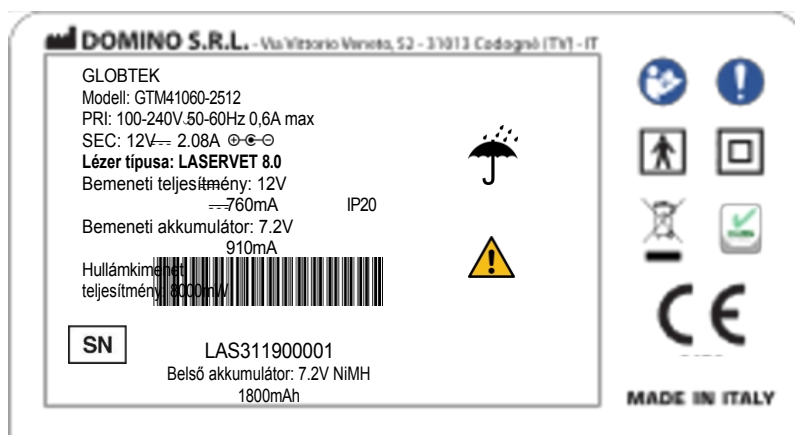 DOMINO S.R.L. - Via Vittorio Veneto, 52 - 31013 Codognè (TV) - IT
GLOBTEK
Modell: GTM41060-2512
PRI: 100-240V 50-60Hz 0,6A max
SEC: 12V 2.08A
Lézer típusa: LASERVET 8.0
Bemeneti teljesítmény: 12V
760mA IP20
Bemeneti akkumulátor: 7.2V
910mA
Hullámkimenet
teljesítmény: 8000mW
SN
LAS311900001
Belső akkumulátor: 7.2V NiMH
1800mAh
CE
MADE IN ITALY